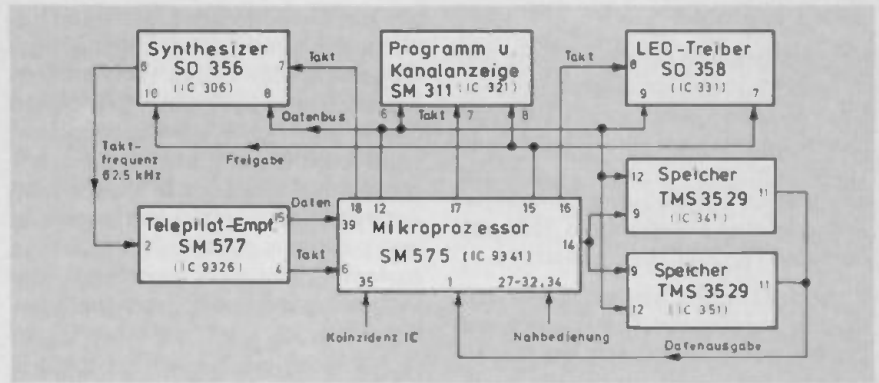 Synthesizer
SO 356
(IC 306)
6
7
10
8
Takt
Programm u.
Kanalanzeige
SM 311 (IC 321)
6
Takt
7
8
Takt
LED-Treiber
SO 358
(IC 331)
8
9
7
Datenbus
Freigabe
Takt-
frequenz
62.5 kHz
Telepilot-Empf.
SM 577
(IC 9326)
2
15
4
Daten
Takt
18
12
17
15
16
39
Mikroprozessor
14
SM 575 (IC 9341)
6
35
1
27-32,34
Koinzidenz IC
Nahbedienung
12
Speicher
11
TMS 3529
9
(IC 341)
9
Speicher
11
TMS 3529
12
(IC 351)
Datenausgabe